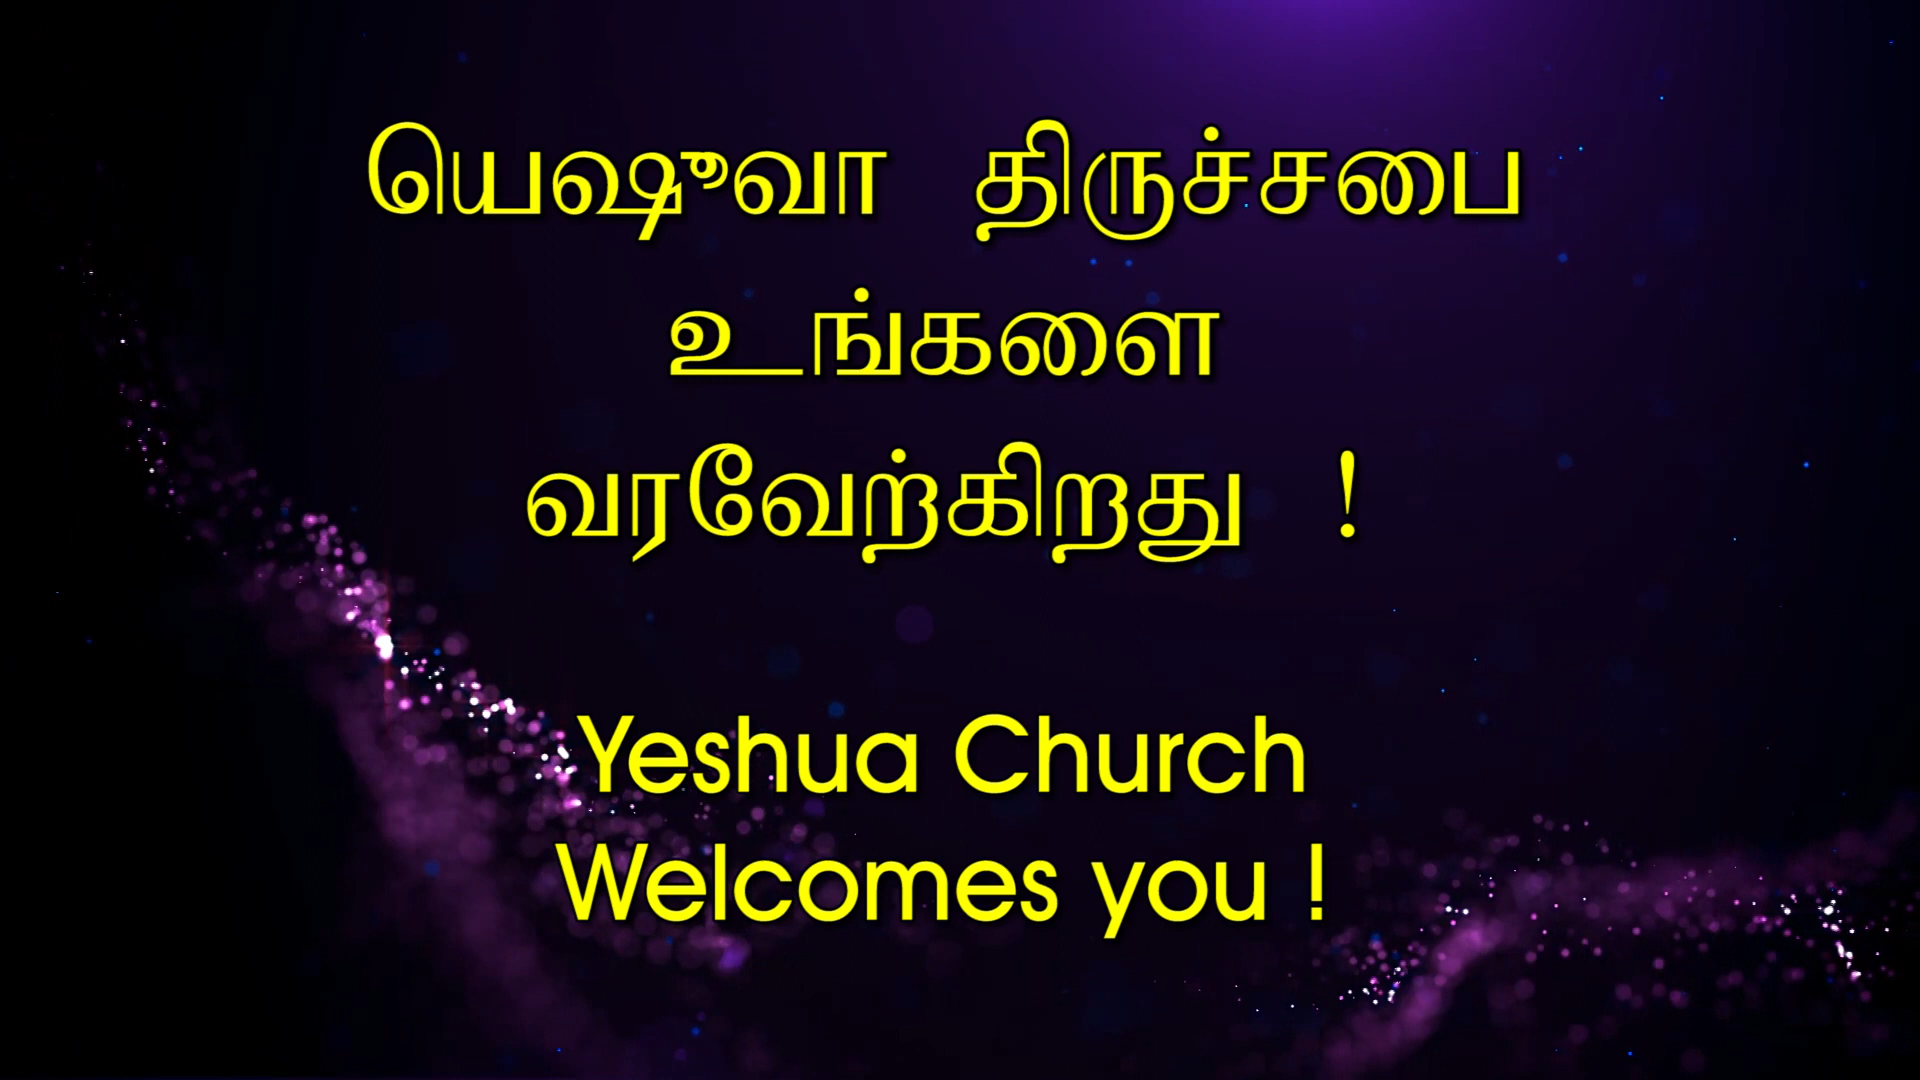 யெஷுவா திருச்சபை
உங்களை
வரவேற்கிறது !
Yeshua Church
Welcomes you !